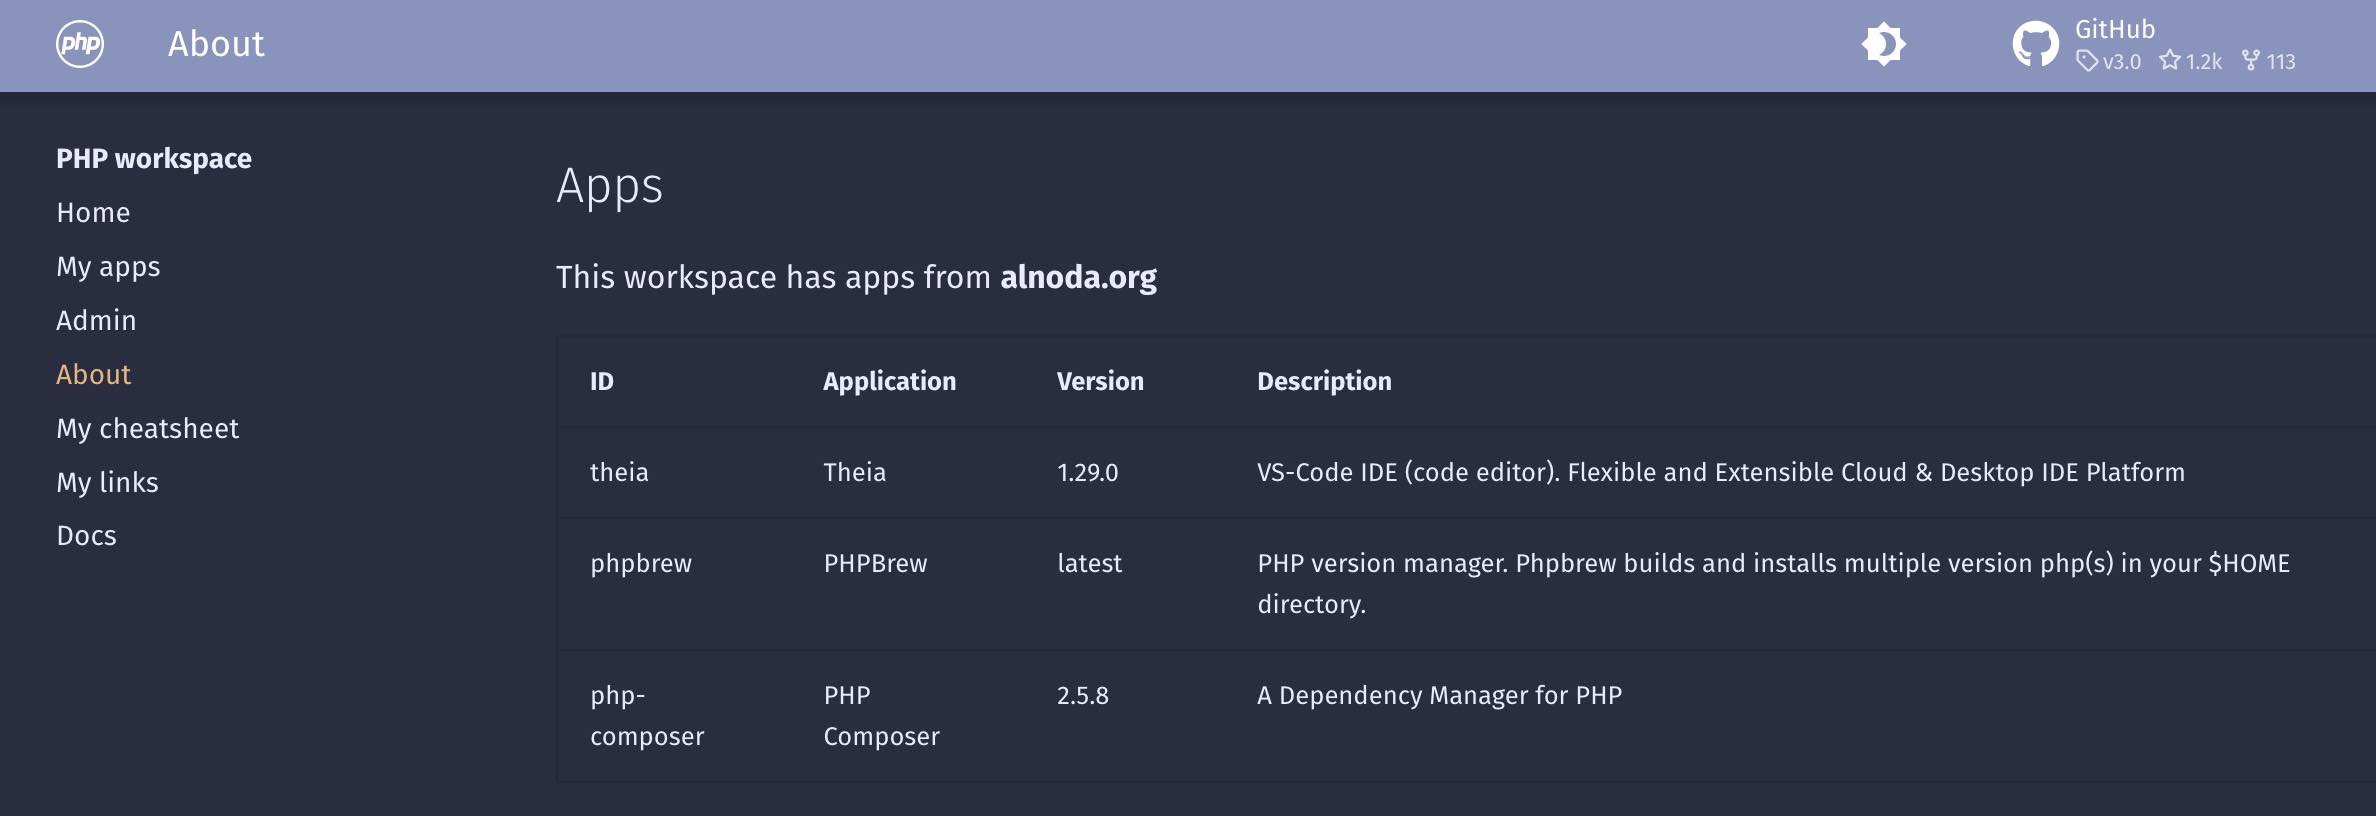 php
About
GitHub
v3.0 1.2k 113
PHP workspace
Home
My apps
Admin
About
My cheatsheet
My links
Docs
Apps
This workspace has apps from alnoda.org
ID Application Version Description
theia Theia 1.29.0 VS-Code IDE (code editor). Flexible and Extensible Cloud & Desktop IDE Platform
phpbrew PHPBrew latest PHP version manager. Phpbrew builds and installs multiple version php(s) in your $HOME
directory.
php- PHP 2.5.8 A Dependency Manager for PHP
composer Composer